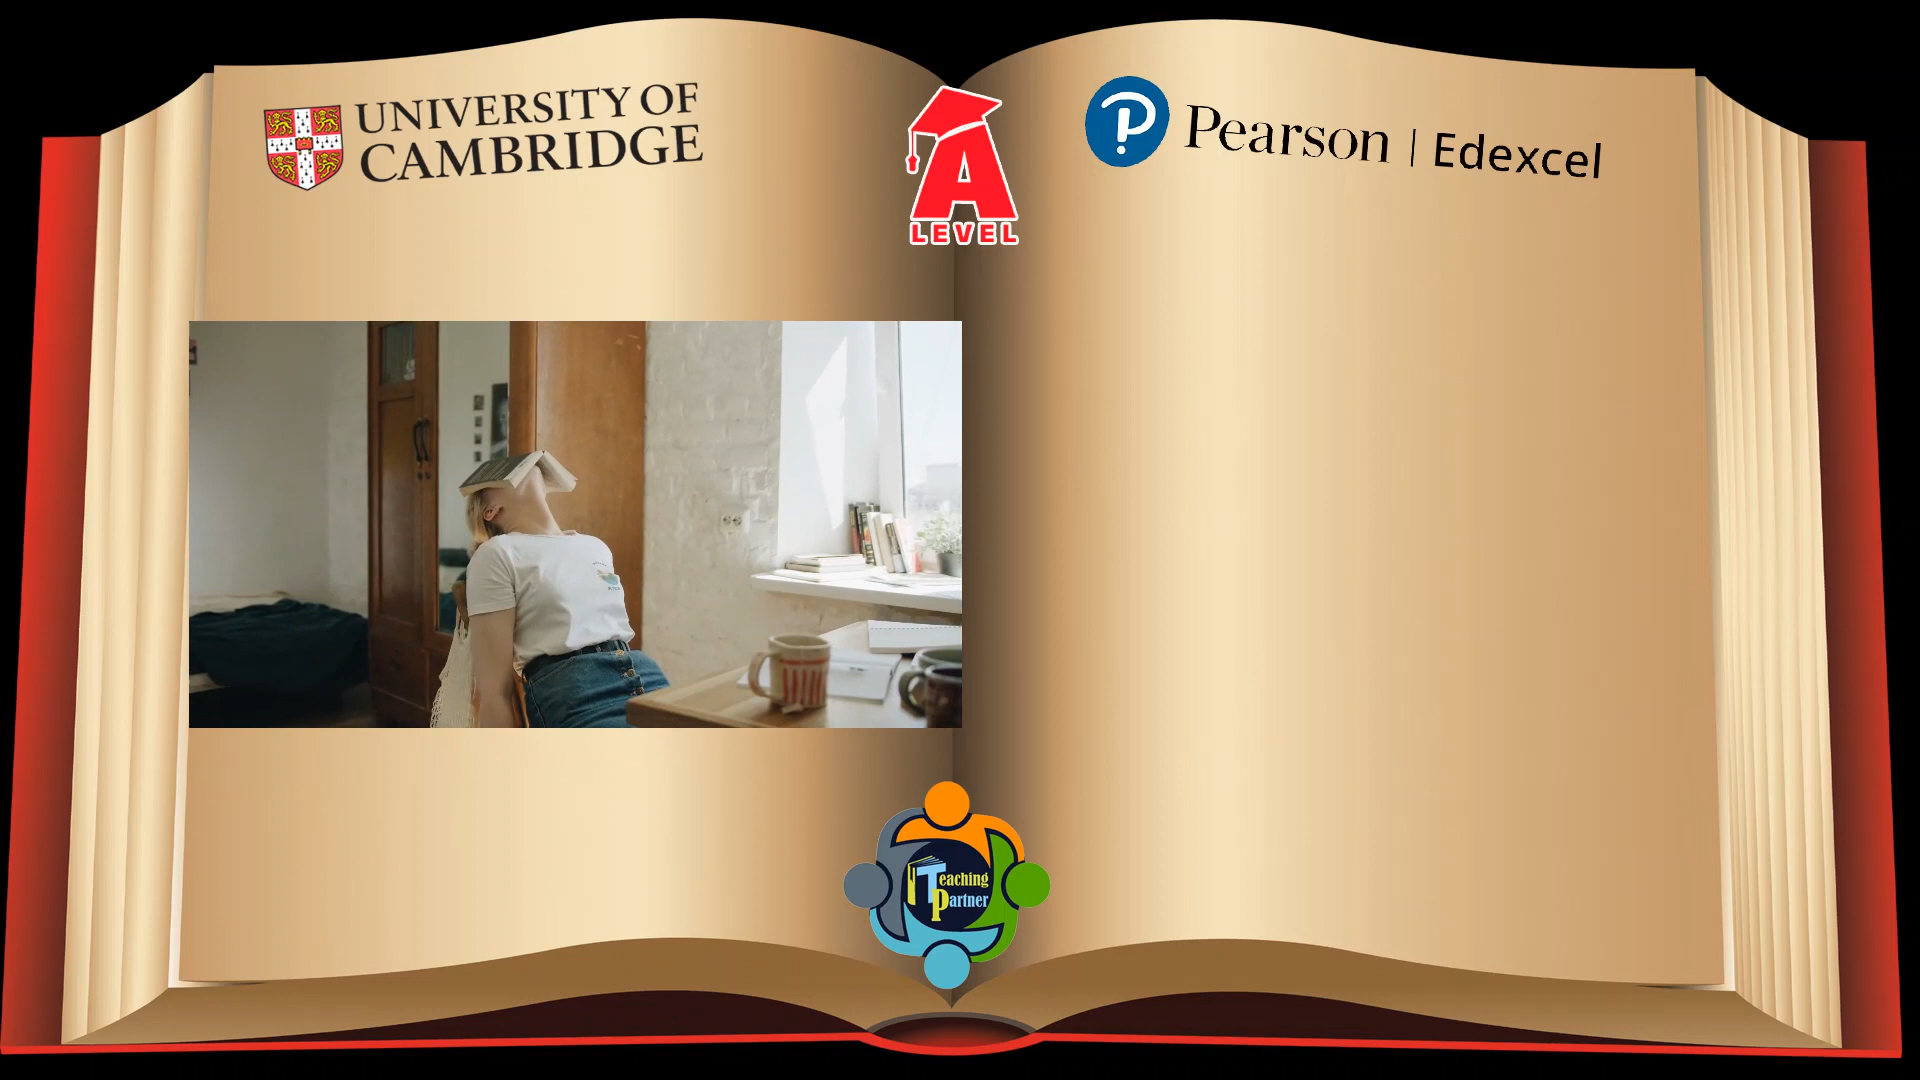 UNIVERSITY OF
CAMBRIDGE
A
LEVEL
Pearson | Edexcel
Teaching
Partner